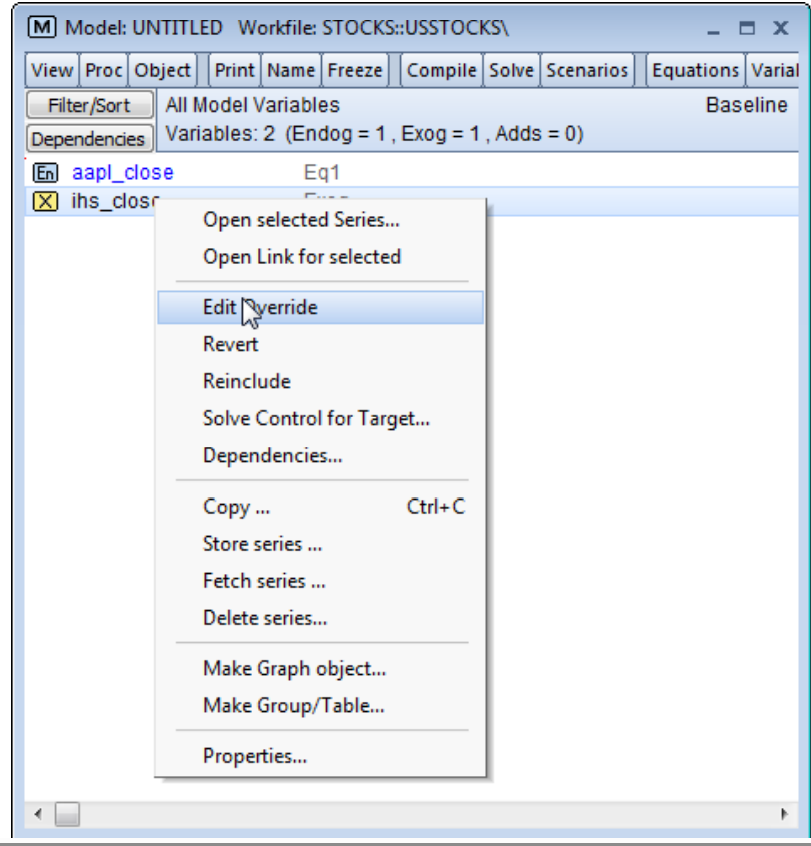 M Model: UNTITLED Workfile: STOCKS::USSTOCKS\
View Proc Object Print Name Freeze Compile Solve Scenarios Equations Varial
Filter/Sort All Model Variables Baseline
Dependencies Variables: 2 (Endog = 1 , Exog = 1 , Adds = 0)
En aapl_close Eq1
X ihs_close
Open selected Series...
Open Link for selected
Edit Override
Revert
Reinclude
Solve Control for Target...
Dependencies...
Copy ... Ctrl+C
Store series ...
Fetch series ...
Delete series...
Make Graph object...
Make Group/Table...
Properties...